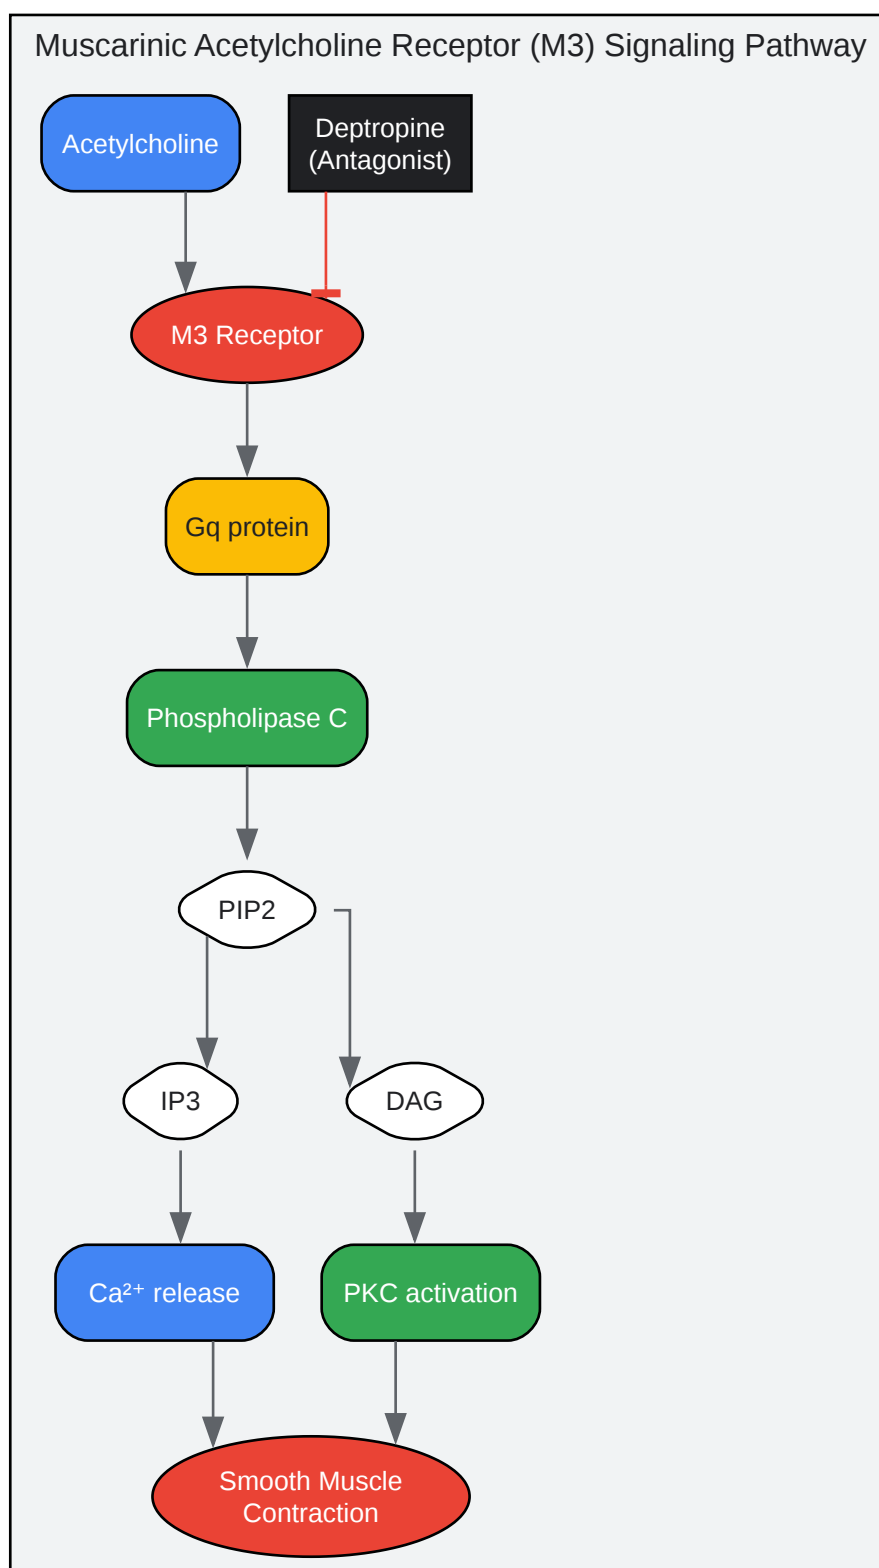 Muscarinic Acetylcholine Receptor (M3) Signaling Pathway
Acetylcholine
Deptropine
(Antagonist)
M3 Receptor
Gq protein
Phospholipase C
PIP2
IP3
DAG
Ca²⁺ release
PKC activation
Smooth Muscle
Contraction